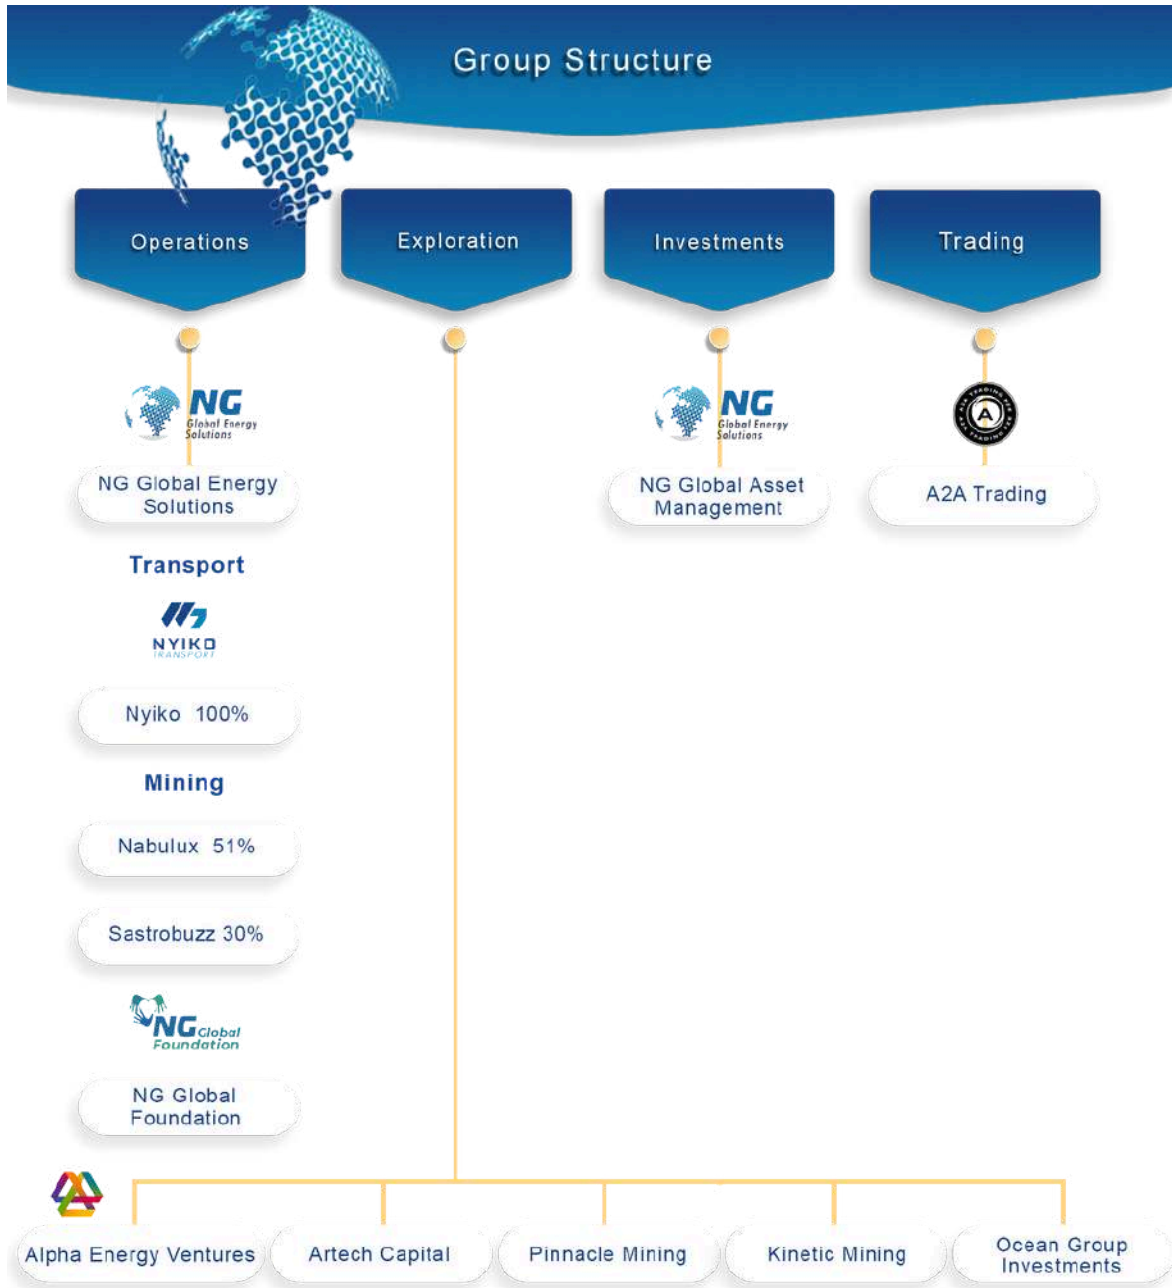 Group Structure
Operations
Exploration
Investments
Trading
NG
Global Energy
Solutions
NG Global Energy
Solutions
Transport
NYIKO
TRANSPORT
Nyiko 100%
Mining
Nabulux 51%
Sastrobuzz 30%
NG Global
Foundation
NG Global
Foundation
NG
Global Energy
Solutions
NG Global Asset
Management
A
A2A Trading
Alpha Energy Ventures
Artech Capital
Pinnacle Mining
Kinetic Mining
Ocean Group
Investments